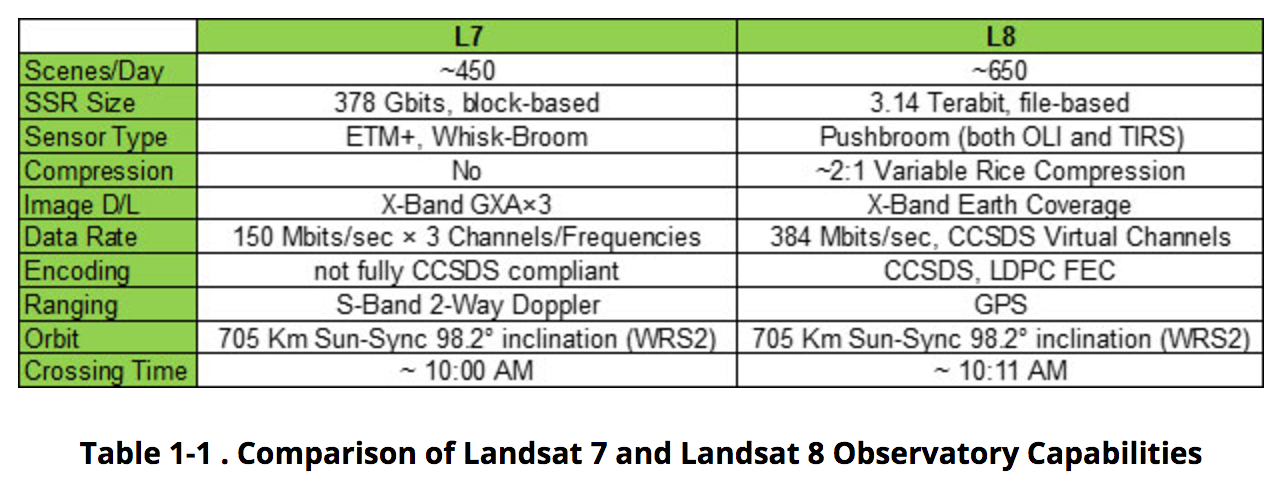 L7 L8
Scenes/Day ~450 ~650
SSR Size 378 Gbits, block-based 3.14 Terabit, file-based
Sensor Type ETM+, Whisk-Broom Pushbroom (both OLI and TIRS)
Compression No ~2:1 Variable Rice Compression
Image D/L X-Band GXA×3 X-Band Earth Coverage
Data Rate 150 Mbits/sec × 3 Channels/Frequencies 384 Mbits/sec, CCSDS Virtual Channels
Encoding not fully CCSDS compliant CCSDS, LDPC FEC
Ranging S-Band 2-Way Doppler GPS
Orbit 705 Km Sun-Sync 98.2° inclination (WRS2) 705 Km Sun-Sync 98.2° inclination (WRS2)
Crossing Time ~ 10:00 AM ~ 10:11 AM
Table 1-1 . Comparison of Landsat 7 and Landsat 8 Observatory Capabilities